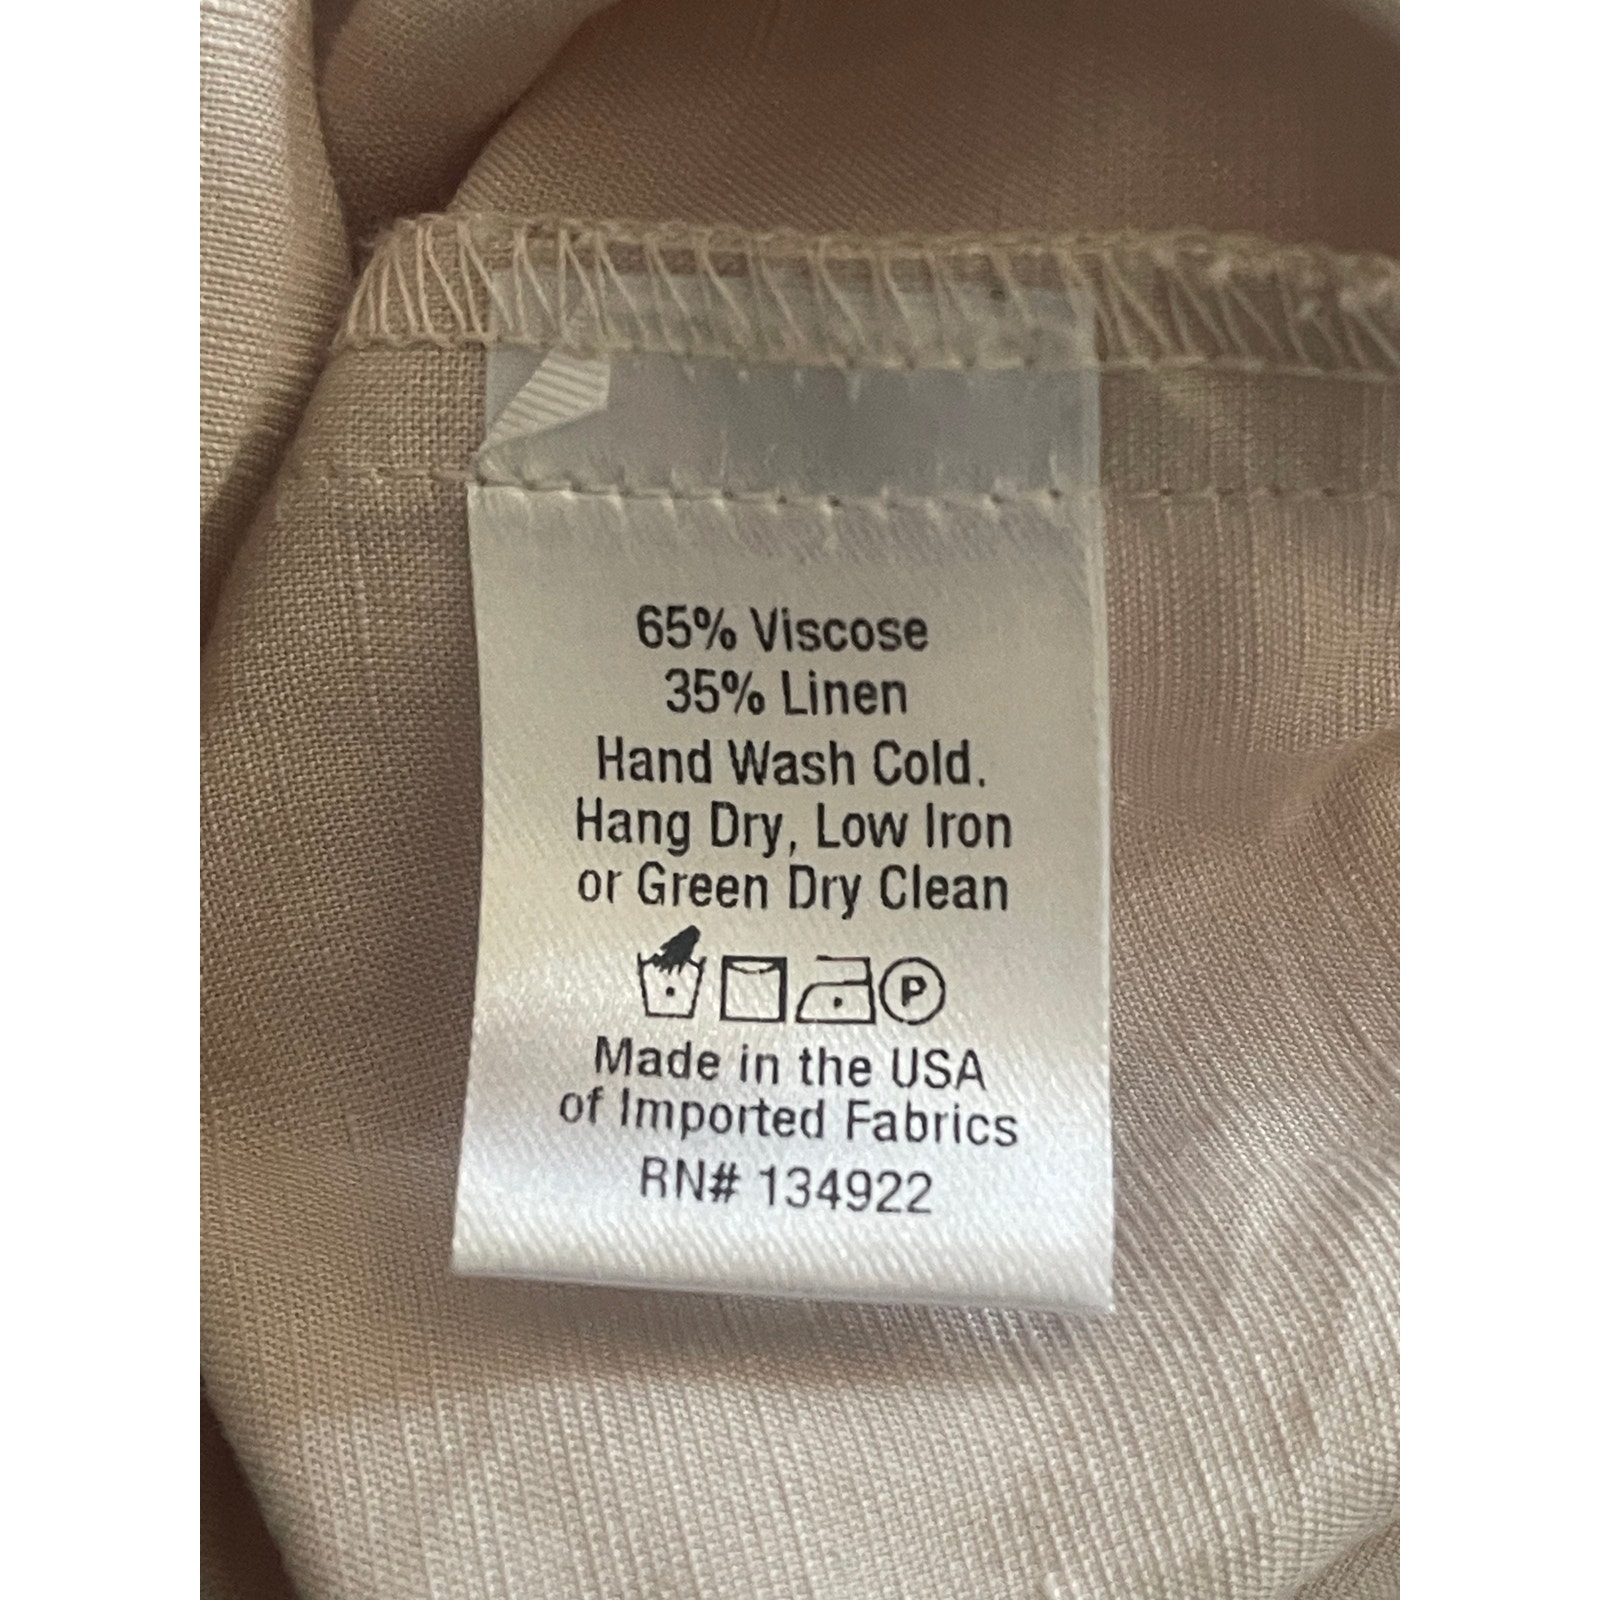 65% Viscose
35% Linen
Hand Wash Cold.
Hang Dry, Low Iron
or Green Dry Clean
P
Made in the USA
of Imported Fabrics
RN# 134922